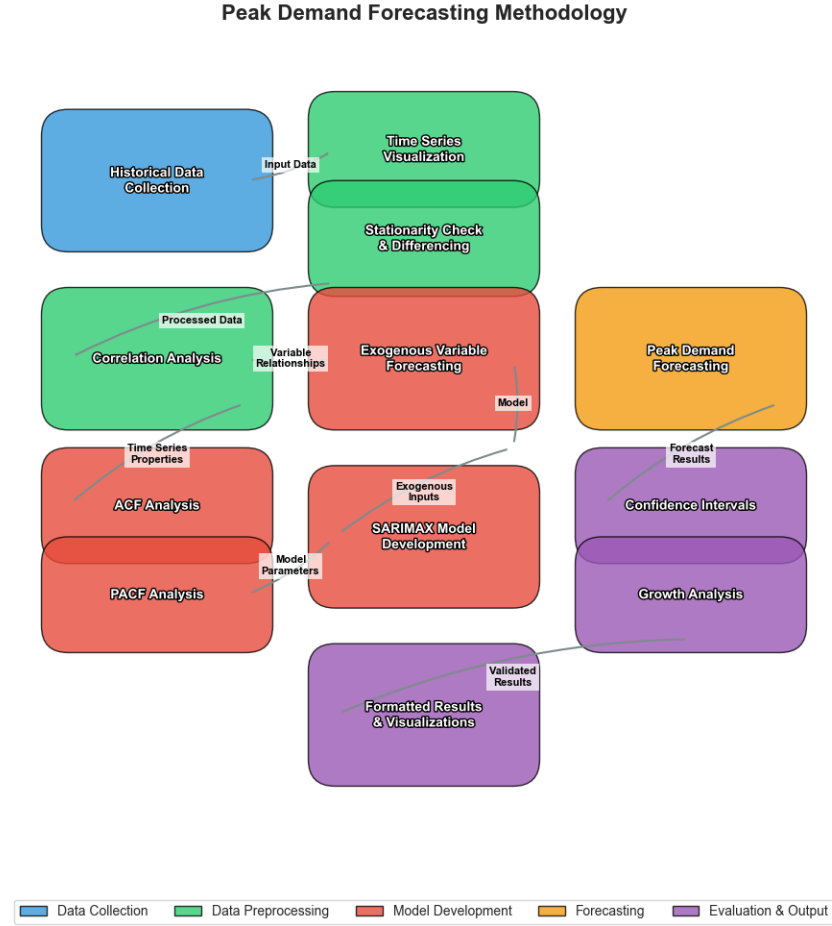 Peak Demand Forecasting Methodology
Historical Data
Collection
Input Data
Time Series
Visualization
Stationarity Check
& Differencing
Processed Data
Correlation Analysis
Variable
Relationships
Exogenous Variable
Forecasting
Peak Demand
Forecasting
Model
Time Series
Properties
Forecast
Results
ACF Analysis
Exogenous
Inputs
Confidence Intervals
SARIMAX Model
Development
Model
Parameters
PACF Analysis
Growth Analysis
Validated
Results
Formatted Results
& Visualizations
Data Collection
Data Preprocessing
Model Development
Forecasting
Evaluation & Output